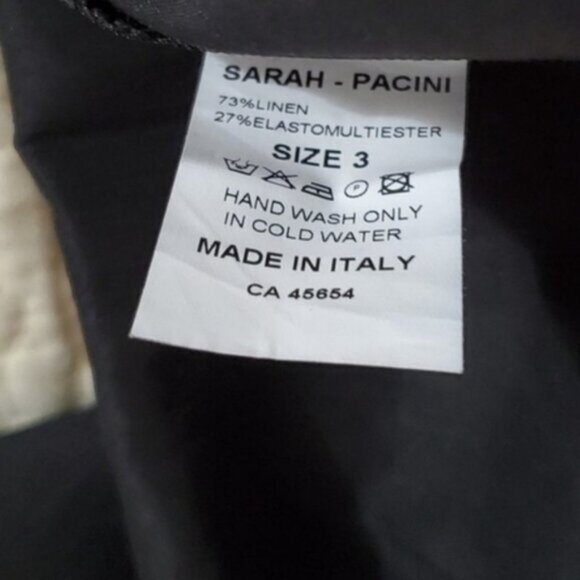 SARAH - PACINI
73%LINEN
27%ELASTOMULTIESTER
SIZE 3
P
HAND WASH ONLY
IN COLD WATER
MADE IN ITALY
CA 45654